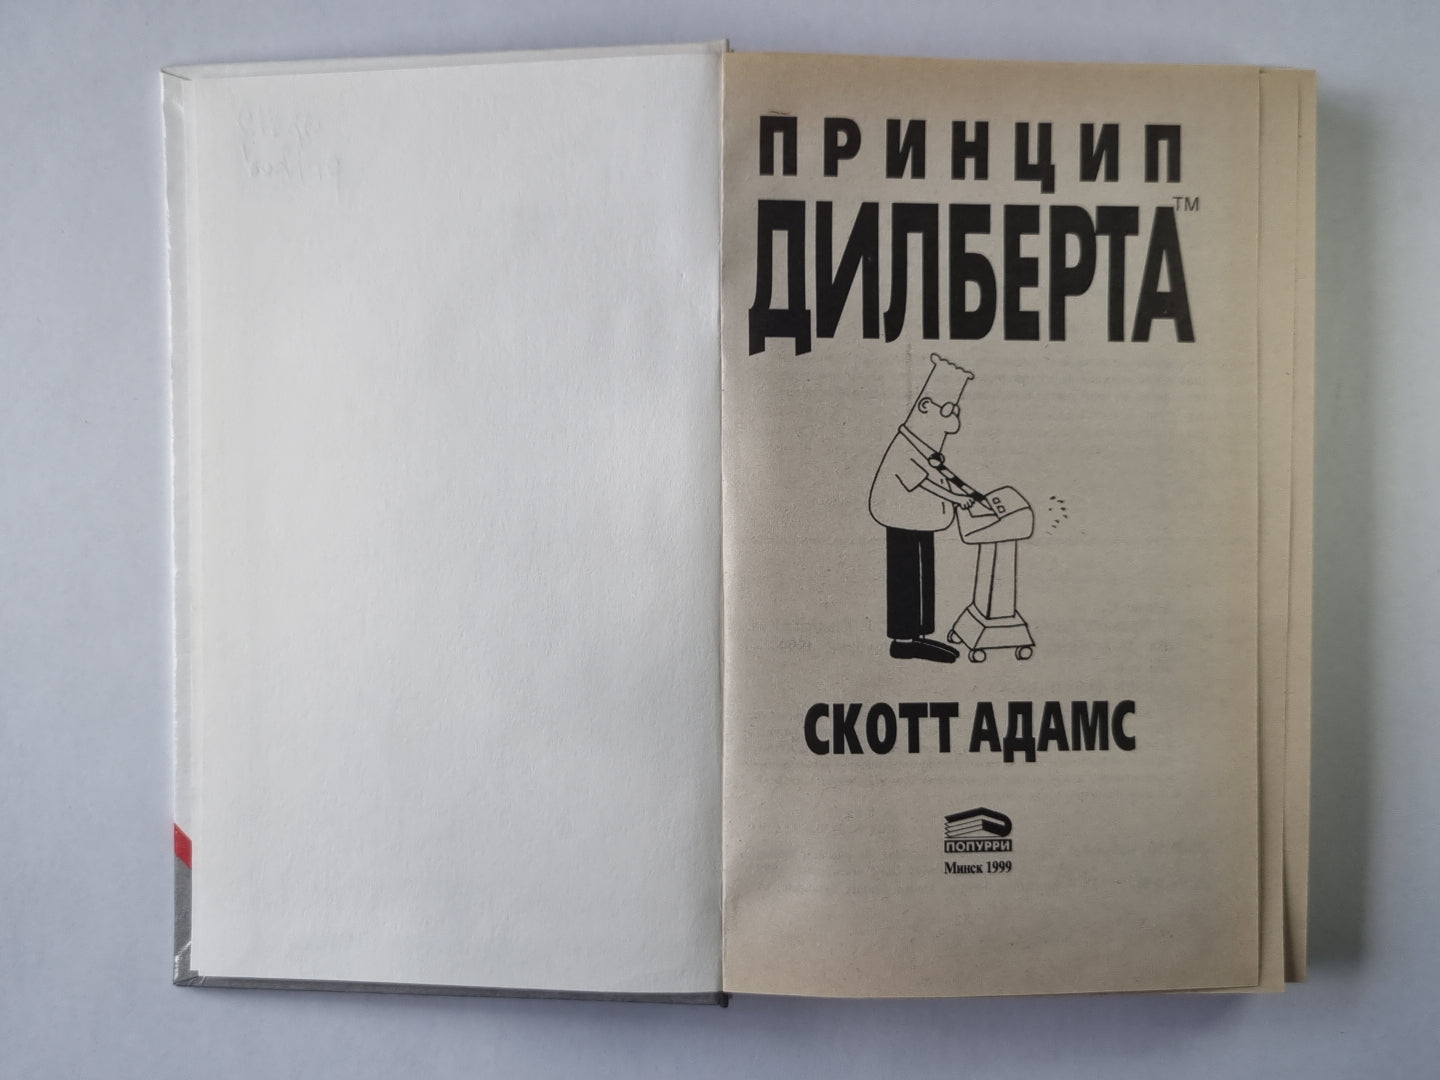 ПРИНЦИП
ДИЛБЕРТА™
СКОТТ АДАМС
ПОПУРРИ
Минск 1999